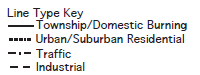 Line Type Key
Township/Domestic Burning
Urban/Suburban Residential
Traffic
Industrial